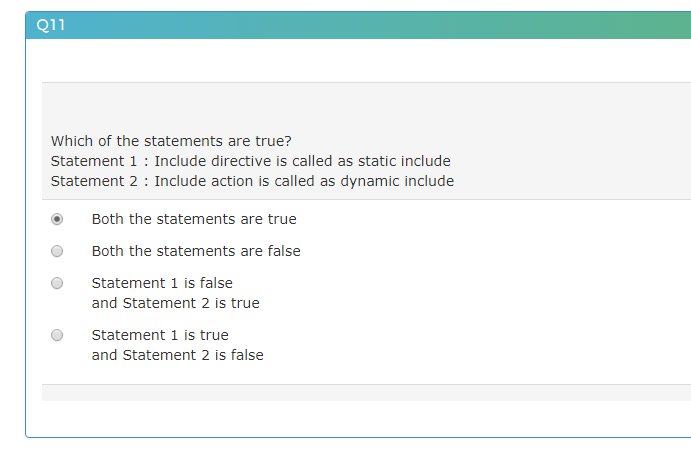 Q11
Which of the statements are true?
Statement 1 : Include directive is called as static include
Statement 2 : Include action is called as dynamic include
Both the statements are true
Both the statements are false
Statement 1 is false
and Statement 2 is true
Statement 1 is true
and Statement 2 is false